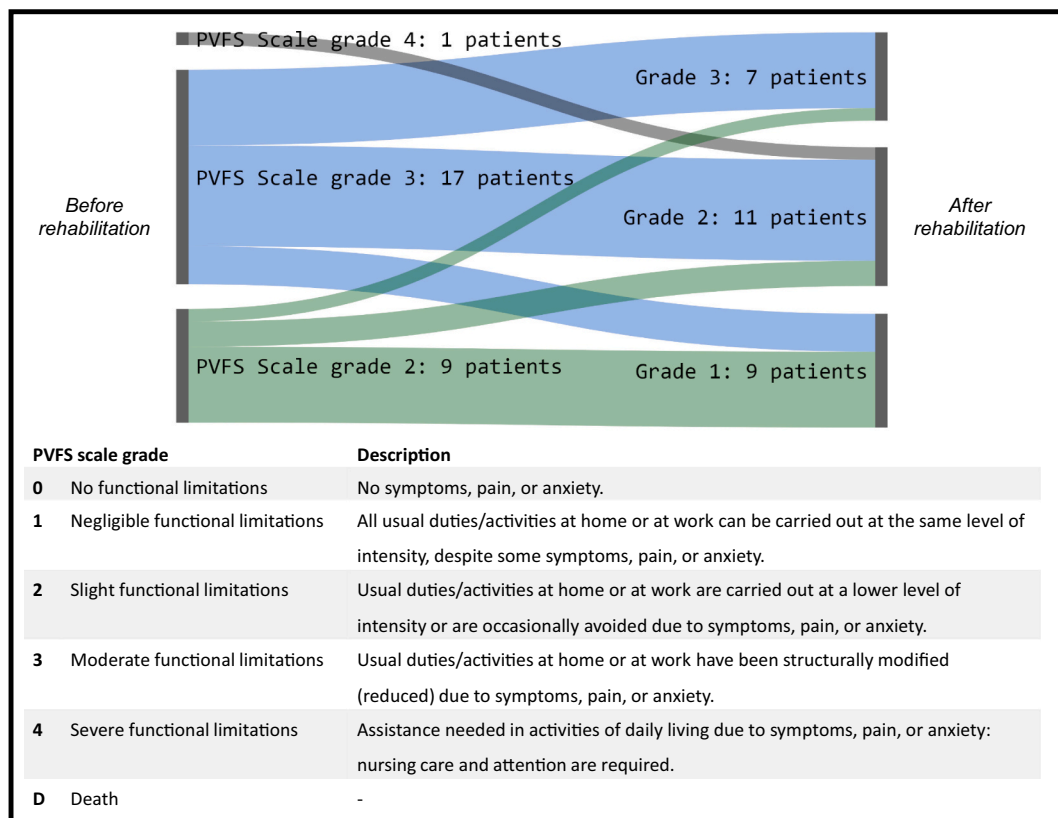 PVFS Scale grade 4: 1 patients
Grade 3: 7 patients
PVFS Scale grade 3: 17 patients
Before
rehabilitation
Grade 2: 11 patients
After
rehabilitation
PVFS Scale grade 2: 9 patients
Grade 1: 9 patients
PVFS scale grade Description
0 No functional limitations No symptoms, pain, or anxiety.
1 Negligible functional limitations All usual duties/activities at home or at work can be carried out at the same level of
intensity, despite some symptoms, pain, or anxiety.
2 Slight functional limitations Usual duties/activities at home or at work are carried out at a lower level of
intensity or are occasionally avoided due to symptoms, pain, or anxiety.
3 Moderate functional limitations Usual duties/activities at home or at work have been structurally modified
(reduced) due to symptoms, pain, or anxiety.
4 Severe functional limitations Assistance needed in activities of daily living due to symptoms, pain, or anxiety:
nursing care and attention are required.
D Death -